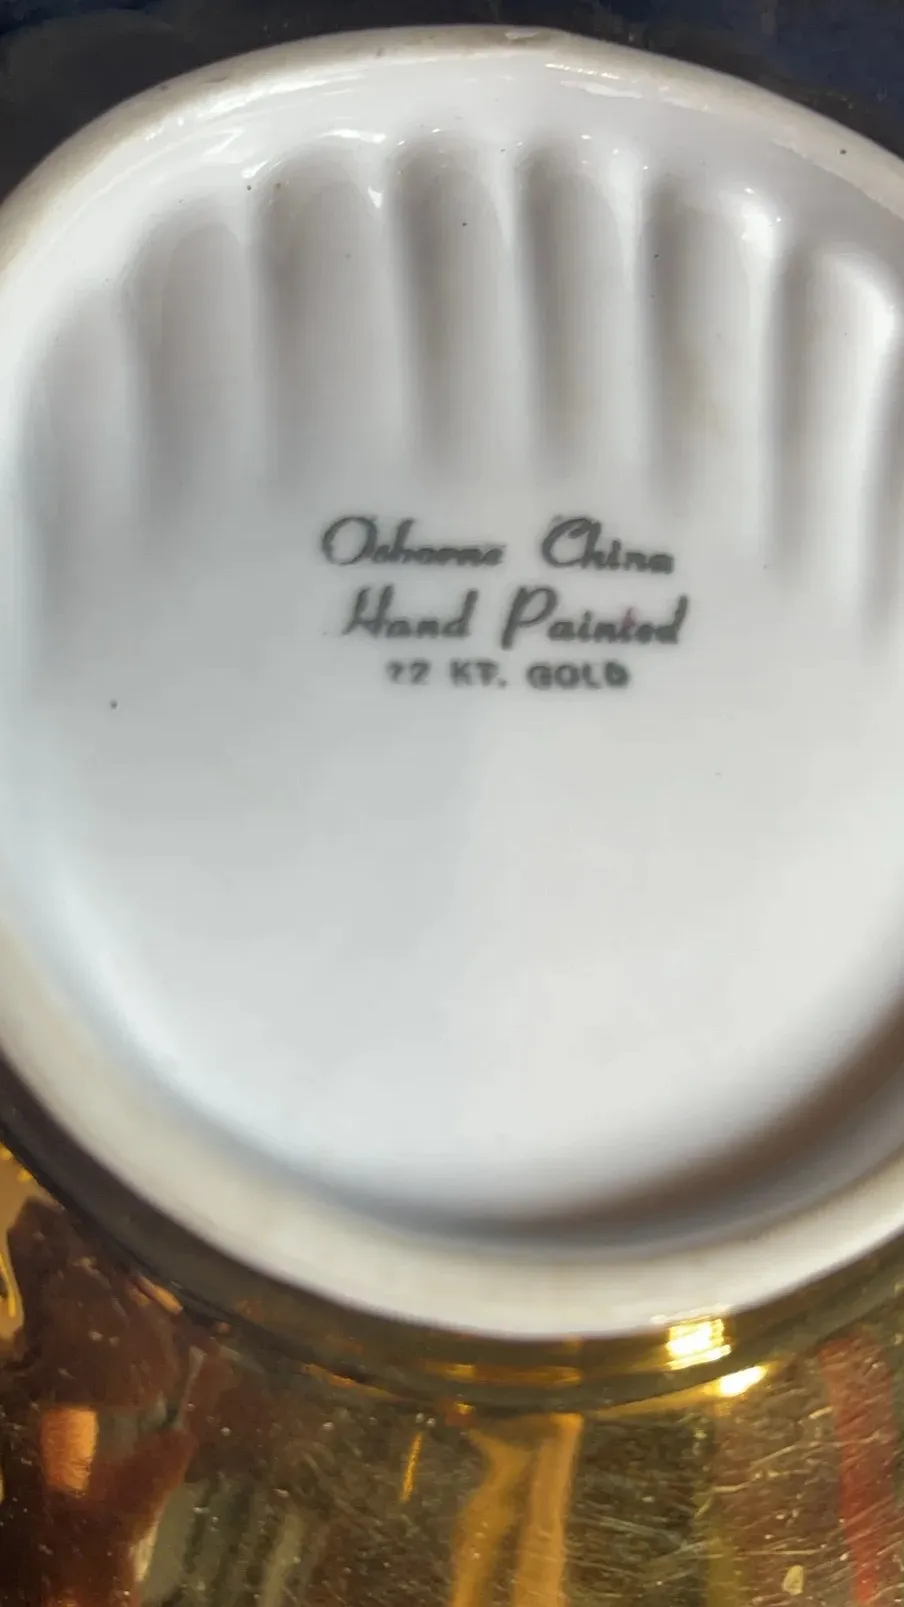 Osborne China
Hand Painted
22 KT. GOLD